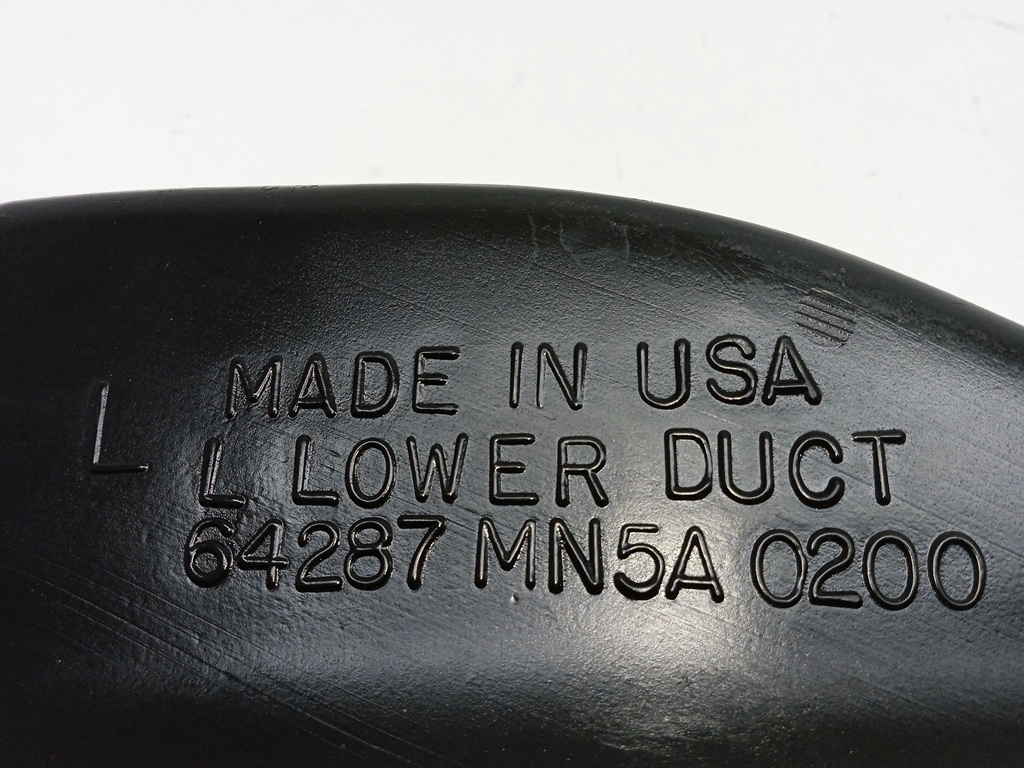 MADE IN USA
L
L LOWER DUCT
64287 MN5A 0200